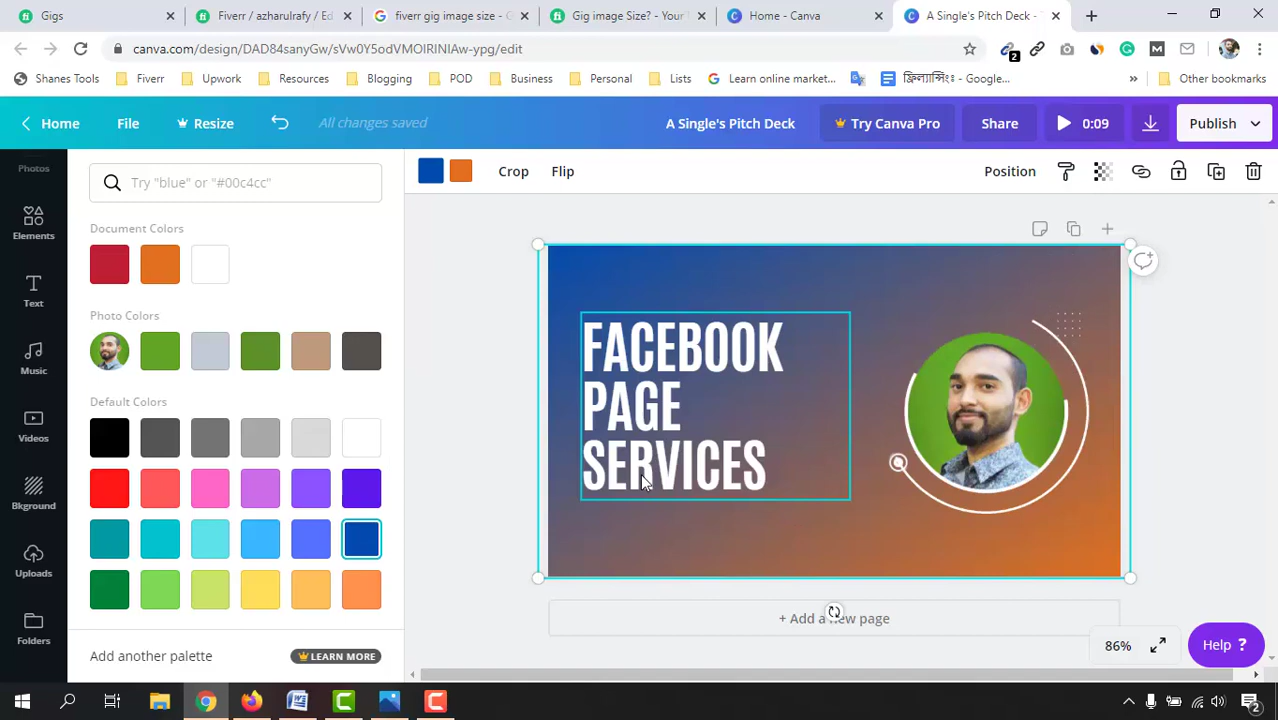 Gigs
Fiverr / azharulrafy / Ed
fiverr gig image size - G
Gig image Size? - Your T
Home - Canva
A Single's Pitch Deck -
canva.com/design/DAD84sanyGw/sVw0Y5odVMOIRINIAw-ypg/edit
2
Shanes Tools
Fiverr
Upwork
Resources
Blogging
POD
Business
Personal
Lists
Learn online market...
ফ্রিল্যান্সিংঃ - Google...
Other bookmarks
Home
File
Resize
All changes saved
A Single's Pitch Deck
Try Canva Pro
Share
0:09
Publish
Photos
Elements
Text
Music
Videos
Bkground
Uploads
Folders
Try "blue" or "#00c4cc"
Document Colors
Photo Colors
Default Colors
Add another palette
LEARN MORE
Crop
Flip
Position
FACEBOOK
PAGE
SERVICES
+ Add a new page
86%
Help ?
2